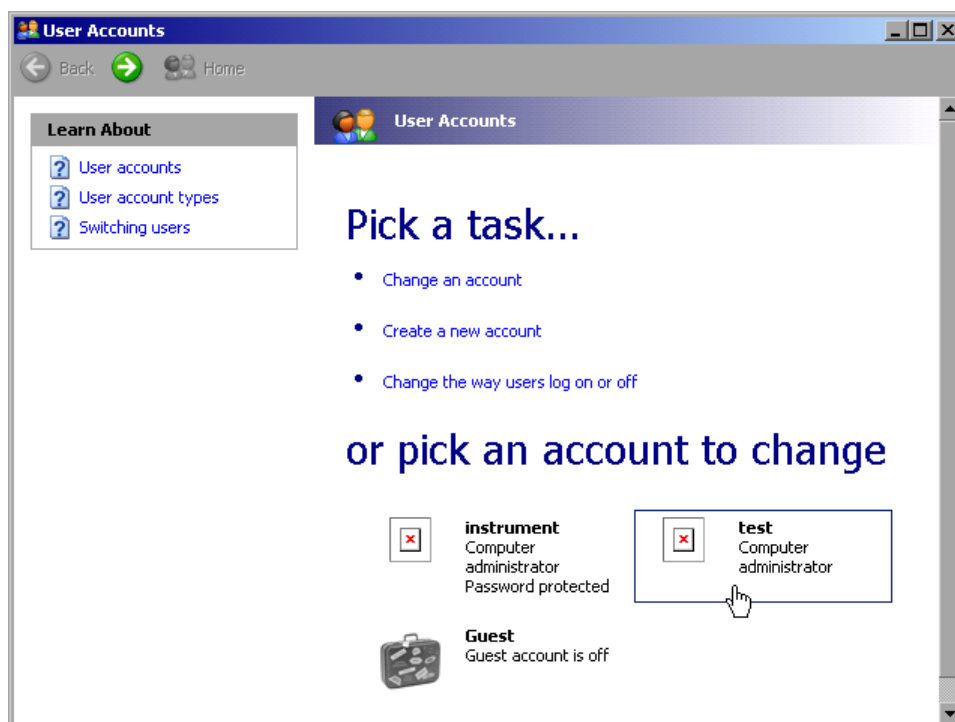 User Accounts
Back Home
Learn About
User accounts
User account types
Switching users
User Accounts
Pick a task...
Change an account
Create a new account
Change the way users log on or off
or pick an account to change
instrument
Computer
administrator
Password protected
test
Computer
administrator
Guest
Guest account is off